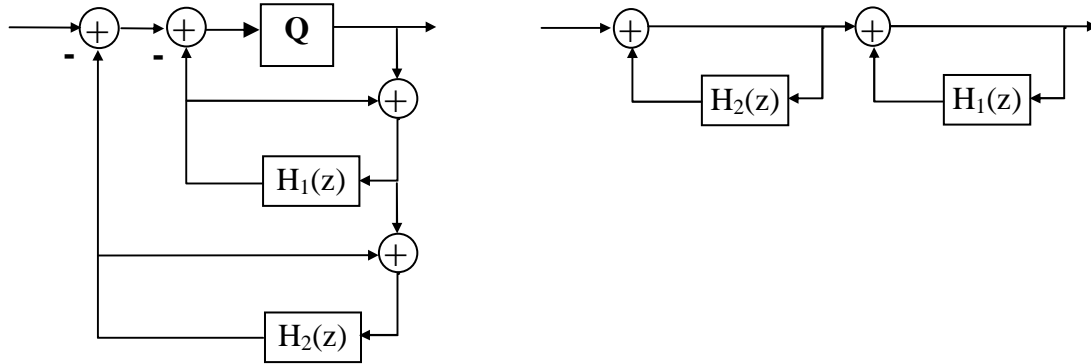 + + Q
- -
+
H₁(z)
+
H₂(z)
+ +
H₂(z) H₁(z)